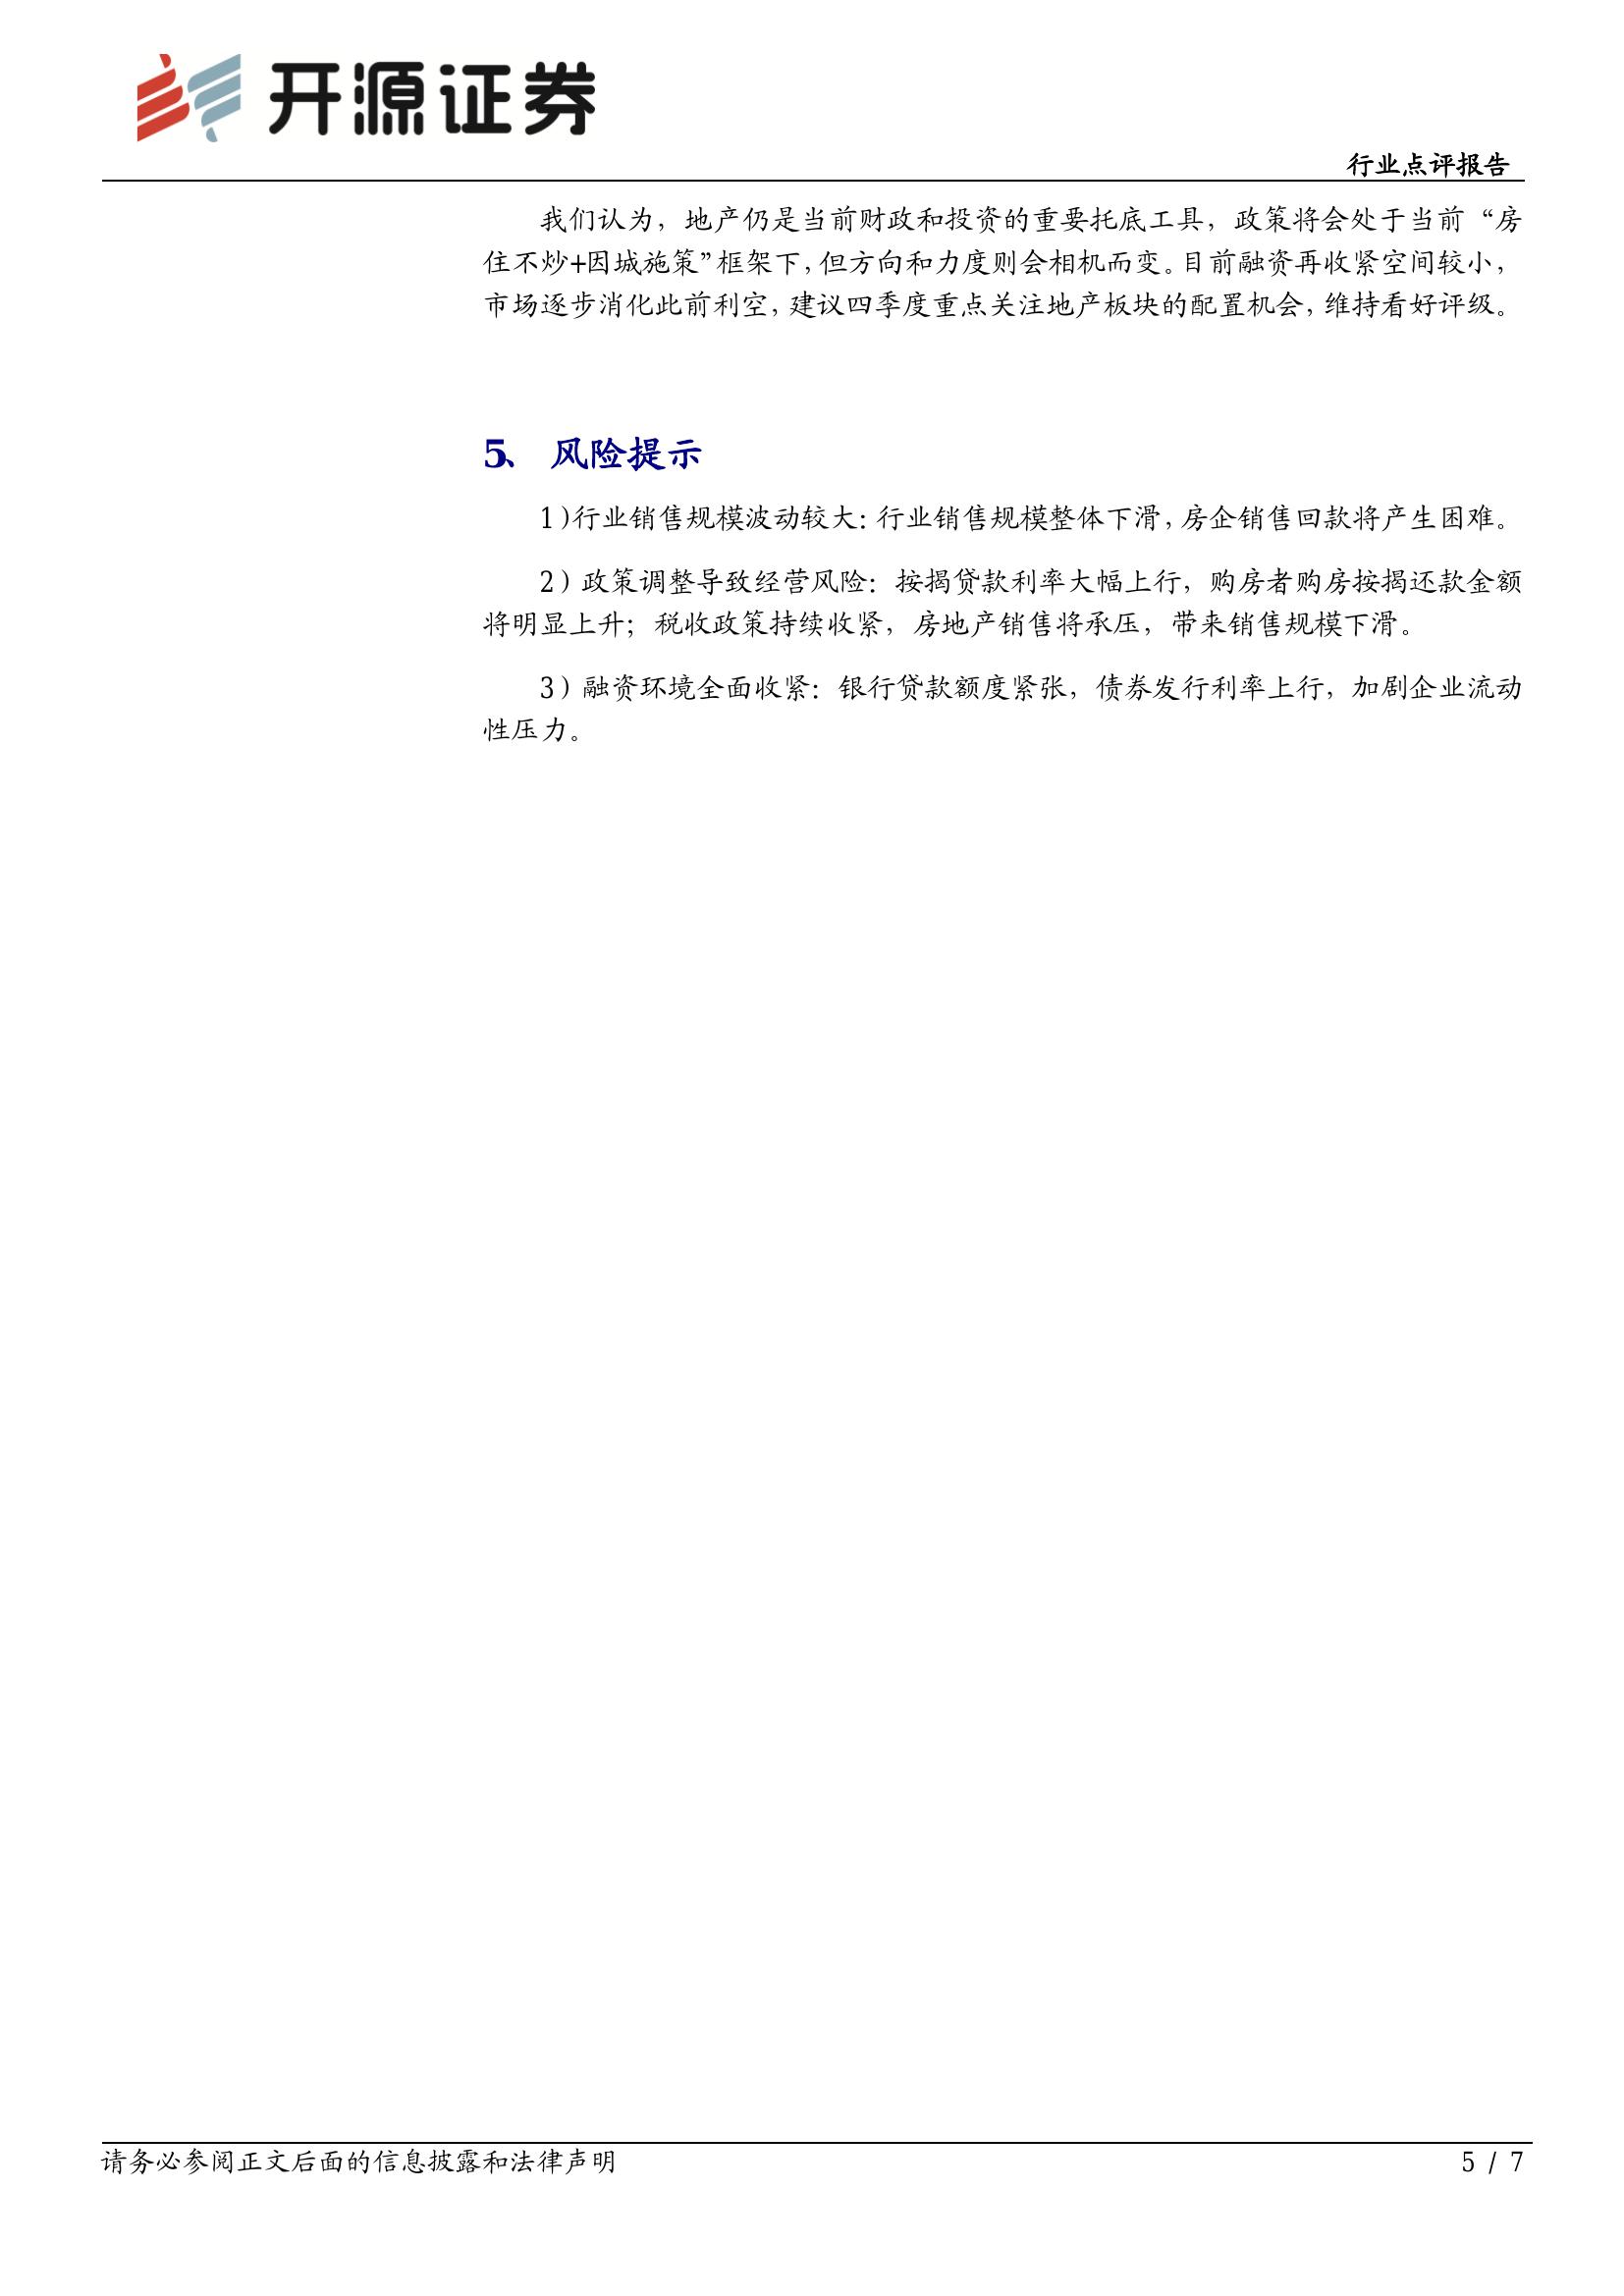 开源证券
行业点评报告
我们认为，地产仍是当前财政和投资的重要托底工具，政策将会处于当前“房
住不炒+因城施策”框架下，但方向和力度则会相机而变。目前融资再收紧空间较小，
市场逐步消化此前利空，建议四季度重点关注地产板块的配置机会，维持看好评级。
5、 风险提示
1）行业销售规模波动较大：行业销售规模整体下滑，房企销售回款将产生困难。
2）政策调整导致经营风险：按揭贷款利率大幅上行，购房者购房按揭还款金额
将明显上升；税收政策持续收紧，房地产销售将承压，带来销售规模下滑。
3）融资环境全面收紧：银行贷款额度紧张，债券发行利率上行，加剧企业流动
性压力。
请务必参阅正文后面的信息披露和法律声明
5 / 7